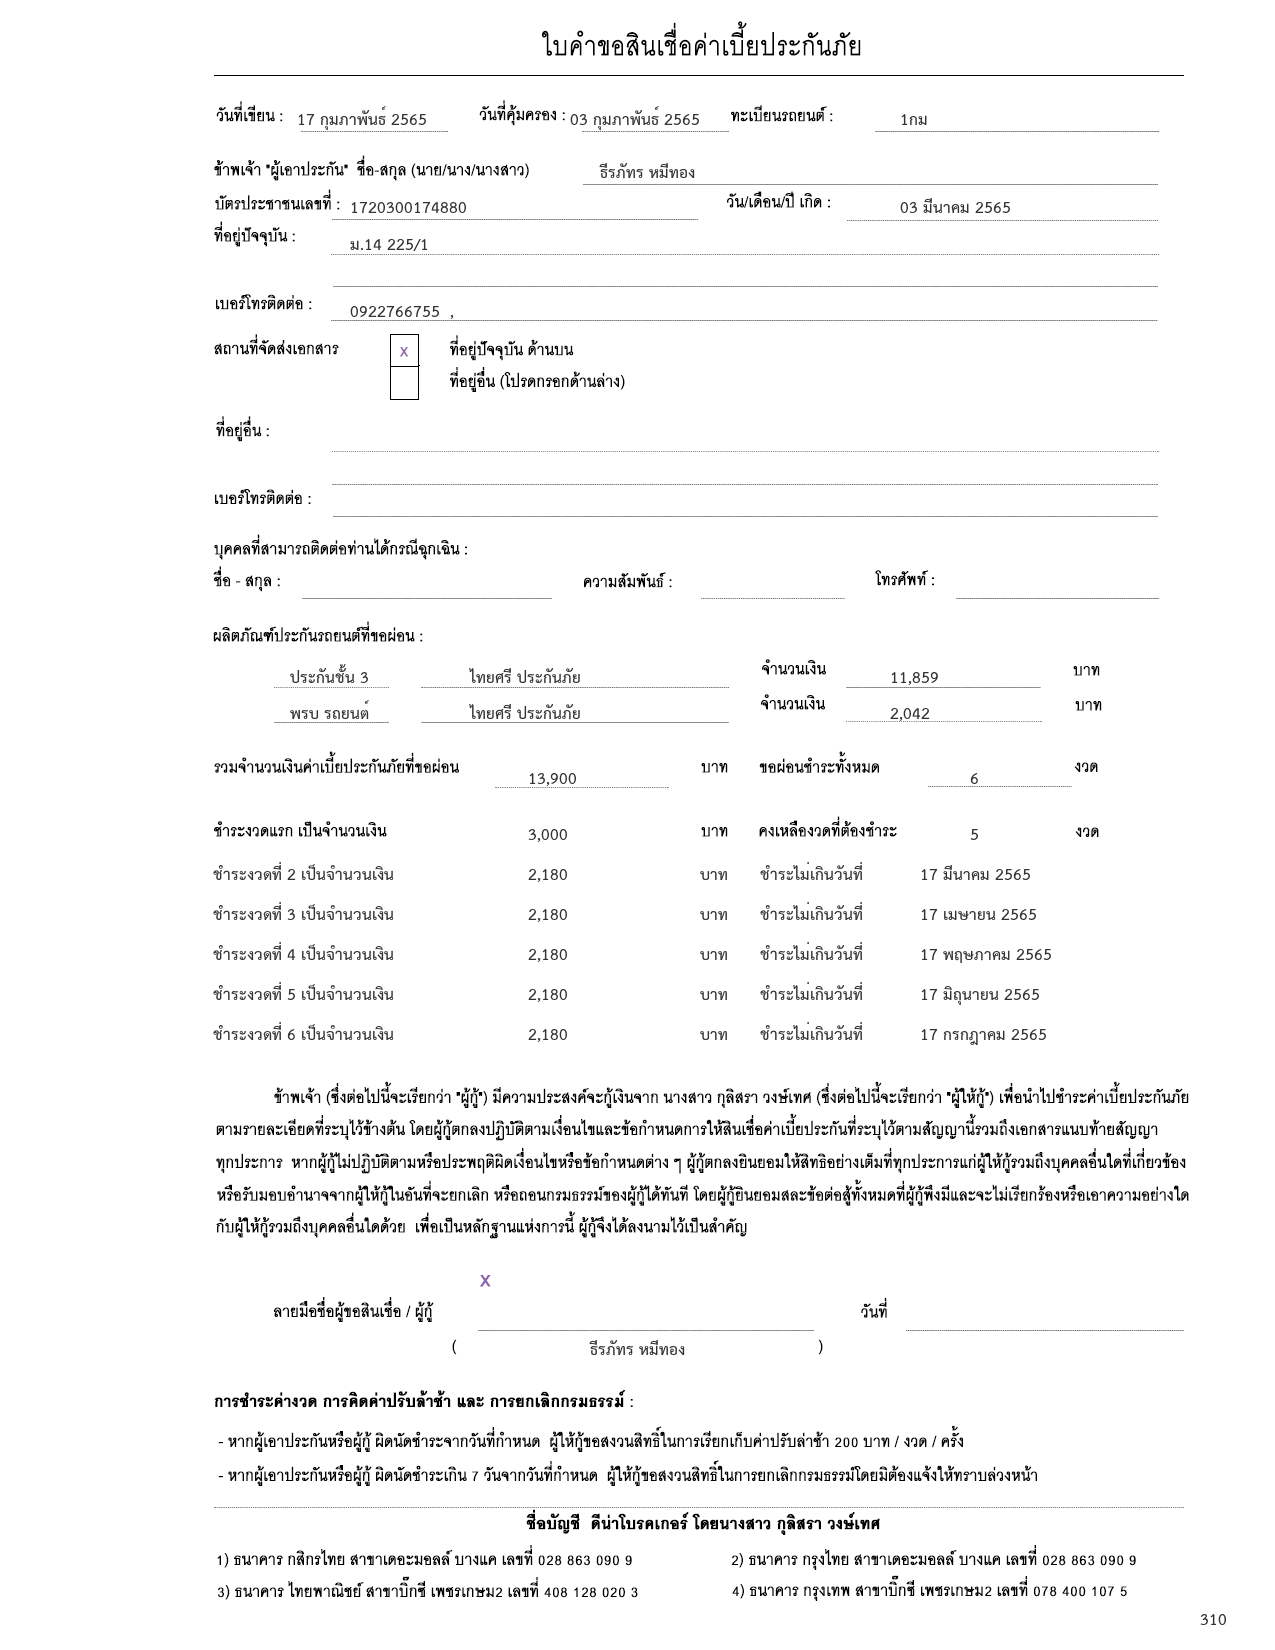 ใบคำขอสินเชื่อค่าเบี้ยประกันภัย
วันที่เขียน : 17 กุมภาพันธ์ 2565 วันที่คุ้มครอง : 03 กุมภาพันธ์ 2565 ทะเบียนรถยนต์ : 1กม
ข้าพเจ้า "ผู้เอาประกัน" ชื่อ-สกุล (นาย/นาง/นางสาว) ธีรภัทร หมีทอง
บัตรประชาชนเลขที่ : 1720300174880 วัน/เดือน/ปี เกิด : 03 มีนาคม 2565
ที่อยู่ปัจจุบัน : ม.14 225/1
เบอร์โทรติดต่อ : 0922766755 ,
สถานที่จัดส่งเอกสาร x ที่อยู่ปัจจุบัน ด้านบน
ที่อยู่อื่น (โปรดกรอกด้านล่าง)
ที่อยู่อื่น :
เบอร์โทรติดต่อ :
บุคคลที่สามารถติดต่อท่านได้กรณีฉุกเฉิน :
ชื่อ - สกุล : ความสัมพันธ์ : โทรศัพท์ :
ผลิตภัณฑ์ประกันรถยนต์ที่ขอผ่อน :
ประกันชั้น 3 ไทยศรี ประกันภัย จำนวนเงิน 11,859 บาท
พรบ รถยนต์ ไทยศรี ประกันภัย จำนวนเงิน 2,042 บาท
รวมจำนวนเงินค่าเบี้ยประกันภัยที่ขอผ่อน 13,900 บาท ขอผ่อนชำระทั้งหมด 6 งวด
ชำระงวดแรก เป็นจำนวนเงิน 3,000 บาท คงเหลืองวดที่ต้องชำระ 5 งวด
ชำระงวดที่ 2 เป็นจำนวนเงิน 2,180 บาท ชำระไม่เกินวันที่ 17 มีนาคม 2565
ชำระงวดที่ 3 เป็นจำนวนเงิน 2,180 บาท ชำระไม่เกินวันที่ 17 เมษายน 2565
ชำระงวดที่ 4 เป็นจำนวนเงิน 2,180 บาท ชำระไม่เกินวันที่ 17 พฤษภาคม 2565
ชำระงวดที่ 5 เป็นจำนวนเงิน 2,180 บาท ชำระไม่เกินวันที่ 17 มิถุนายน 2565
ชำระงวดที่ 6 เป็นจำนวนเงิน 2,180 บาท ชำระไม่เกินวันที่ 17 กรกฎาคม 2565
ข้าพเจ้า (ซึ่งต่อไปนี้จะเรียกว่า "ผู้กู้") มีความประสงค์จะกู้เงินจาก นางสาว กุลิสรา วงษ์เทศ (ซึ่งต่อไปนี้จะเรียกว่า "ผู้ให้กู้") เพื่อนำไปชำระค่าเบี้ยประกันภัย
ตามรายละเอียดที่ระบุไว้ข้างต้น โดยผู้กู้ตกลงปฏิบัติตามเงื่อนไขและข้อกำหนดการให้สินเชื่อค่าเบี้ยประกันที่ระบุไว้ตามสัญญานี้รวมถึงเอกสารแนบท้ายสัญญา
ทุกประการ หากผู้กู้ไม่ปฏิบัติตามหรือประพฤติผิดเงื่อนไขหรือข้อกำหนดต่าง ๆ ผู้กู้ตกลงยินยอมให้สิทธิอย่างเต็มที่ทุกประการแก่ผู้ให้กู้รวมถึงบุคคลอื่นใดที่เกี่ยวข้อง
หรือรับมอบอำนาจจากผู้ให้กู้ในอันที่จะยกเลิก หรือถอนกรมธรรม์ของผู้กู้ได้ทันที โดยผู้กู้ยินยอมสละข้อต่อสู้ทั้งหมดที่ผู้กู้พึงมีและจะไม่เรียกร้องหรือเอาความอย่างใด
กับผู้ให้กู้รวมถึงบุคคลอื่นใดด้วย เพื่อเป็นหลักฐานแห่งการนี้ ผู้กู้จึงได้ลงนามไว้เป็นสำคัญ
x
ลายมือชื่อผู้ขอสินเชื่อ / ผู้กู้ วันที่
( ธีรภัทร หมีทอง )
การชำระค่างวด การคิดค่าปรับล้าช้า และ การยกเลิกกรมธรรม์ :
- หากผู้เอาประกันหรือผู้กู้ ผิดนัดชำระจากวันที่กำหนด ผู้ให้กู้ขอสงวนสิทธิ์ในการเรียกเก็บค่าปรับล่าช้า 200 บาท / งวด / ครั้ง
- หากผู้เอาประกันหรือผู้กู้ ผิดนัดชำระเกิน 7 วันจากวันที่กำหนด ผู้ให้กู้ขอสงวนสิทธิ์ในการยกเลิกกรมธรรม์โดยมิต้องแจ้งให้ทราบล่วงหน้า
ชื่อบัญชี ดีน่าโบรคเกอร์ โดยนางสาว กุลิสรา วงษ์เทศ
1) ธนาคาร กสิกรไทย สาขาเดอะมอลล์ บางแค เลขที่ 028 863 090 9 2) ธนาคาร กรุงไทย สาขาเดอะมอลล์ บางแค เลขที่ 028 863 090 9
3) ธนาคาร ไทยพาณิชย์ สาขาบิ๊กซี เพชรเกษม2 เลขที่ 408 128 020 3 4) ธนาคาร กรุงเทพ สาขาบิ๊กซี เพชรเกษม2 เลขที่ 078 400 107 5
310